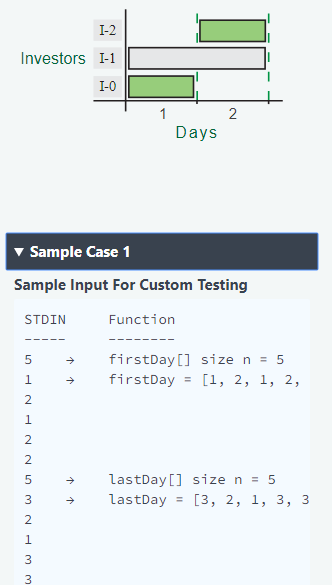 I-2
Investors I-1
I-0
1 2
Days
▼ Sample Case 1
Sample Input For Custom Testing
STDIN Function
----- --------
5 → firstDay[] size n = 5
1 → firstDay = [1, 2, 1, 2,
2
1
2
2
5 → lastDay[] size n = 5
3 → lastDay = [3, 2, 1, 3, 3
2
1
3
3